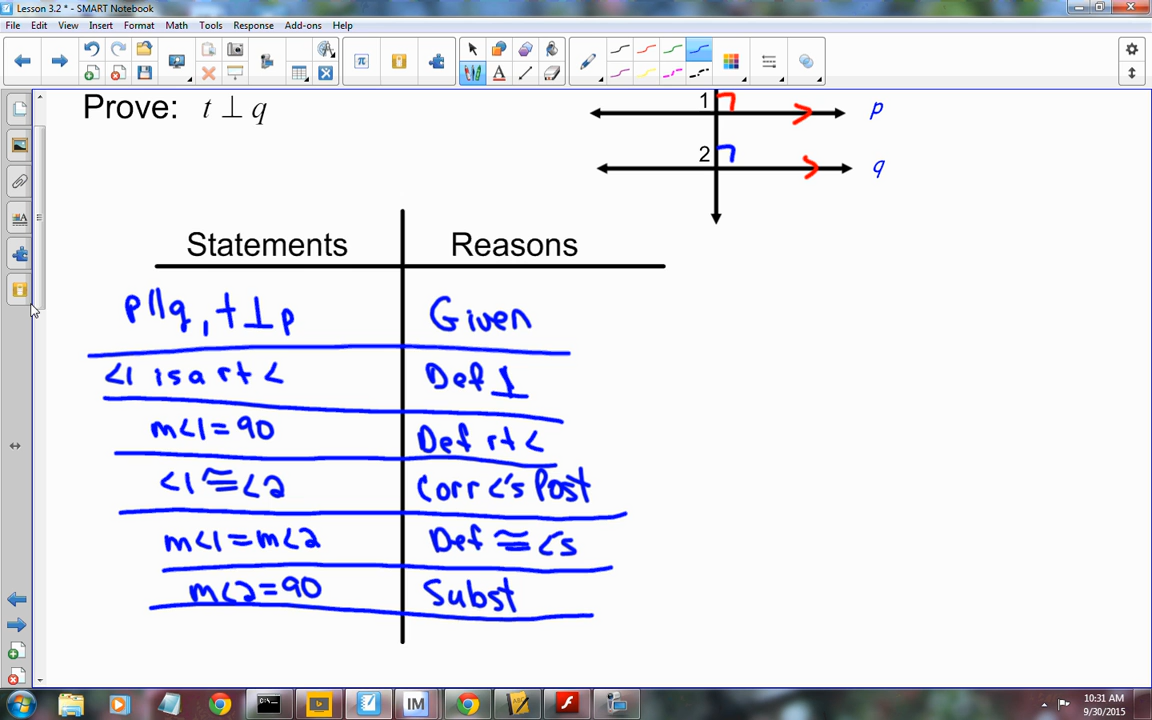 Lesson 3.2 * - SMART Notebook
File Edit View Insert Format Math Tools Response Add-ons Help
Prove: t ⊥ q
1
p
2
q
Statements Reasons
p∥q, t⊥p Given
<1 is a rt < Def ⊥
m<1=90 Def rt <
<1≅<2 Corr <'s Post
m<1=m<2 Def ≅ <s
m<2=90 Subst
IM
10:31 AM
9/30/2015